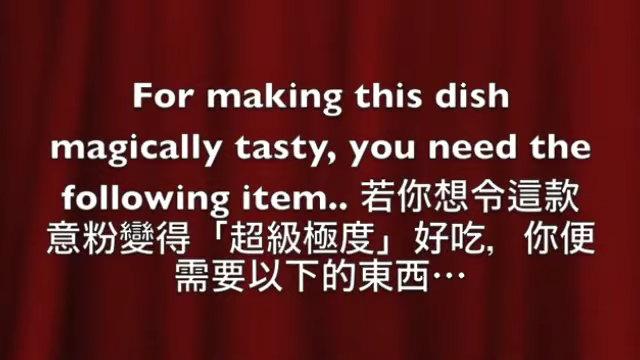 For making this dish
magically tasty, you need the
following item.. 若你想令這款
意粉變得「超級極度」好吃，你便
需要以下的東西…